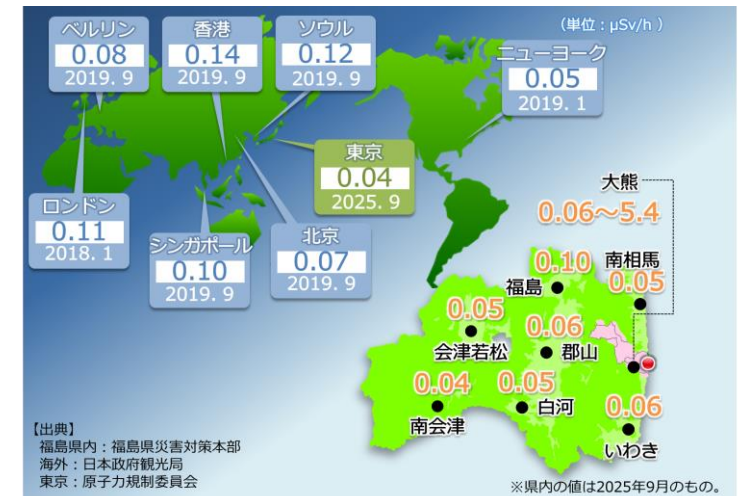 (単位：μSv/h )
ベルリン
0.08
2019. 9
香港
0.14
2019. 9
ソウル
0.12
2019. 9
ニューヨーク
0.05
2019. 1
東京
0.04
2025. 9
ロンドン
0.11
2018. 1
シンガポール
0.10
2019. 9
北京
0.07
2019. 9
大熊
0.06～5.4
0.10
福島
南相馬
0.05
0.05
会津若松
0.06
郡山
0.04
南会津
0.05
白河
0.06
いわき
【出典】
福島県内：福島県災害対策本部
海外：日本政府観光局
東京：原子力規制委員会
※県内の値は2025年9月のもの。